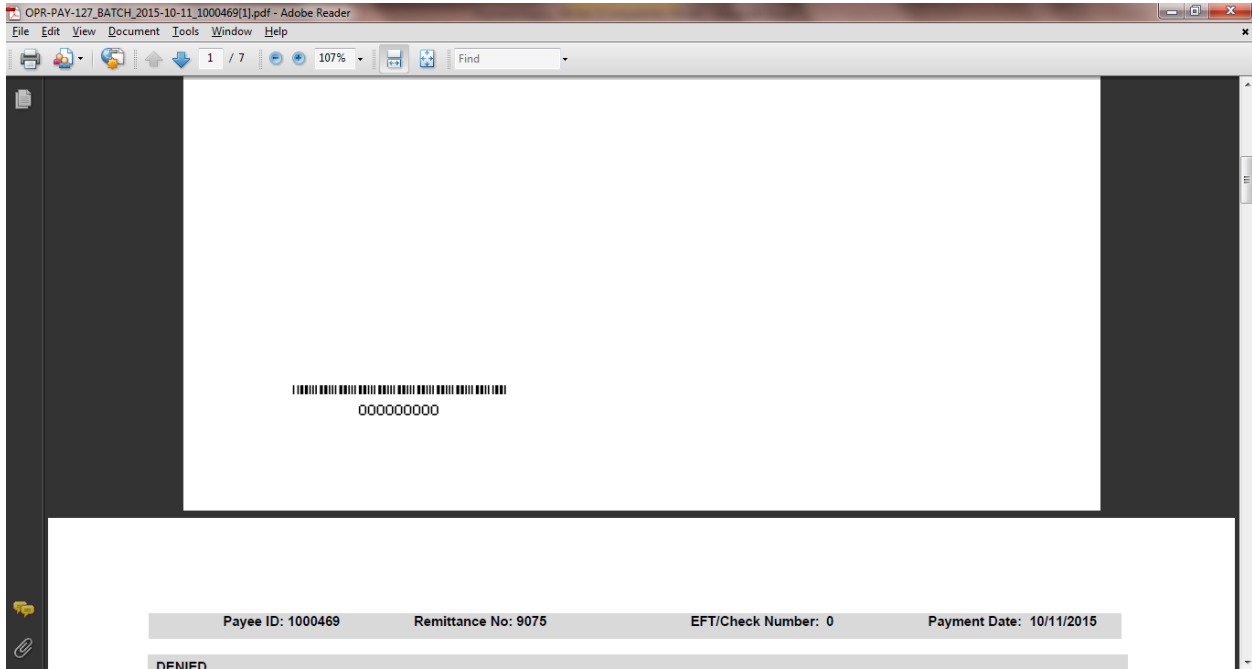 OPR-PAY-127_BATCH_2015-10-11_1000469[1].pdf - Adobe Reader
File Edit View Document Tools Window Help
1 / 7 107% Find
000000000
Payee ID: 1000469 Remittance No: 9075 EFT/Check Number: 0 Payment Date: 10/11/2015
DENIED